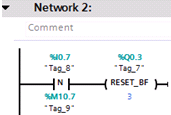 Network 2:
Comment
%I0.7 %Q0.3
"Tag_8" "Tag_7"
N RESET_BF
%M10.7 3
"Tag_9"